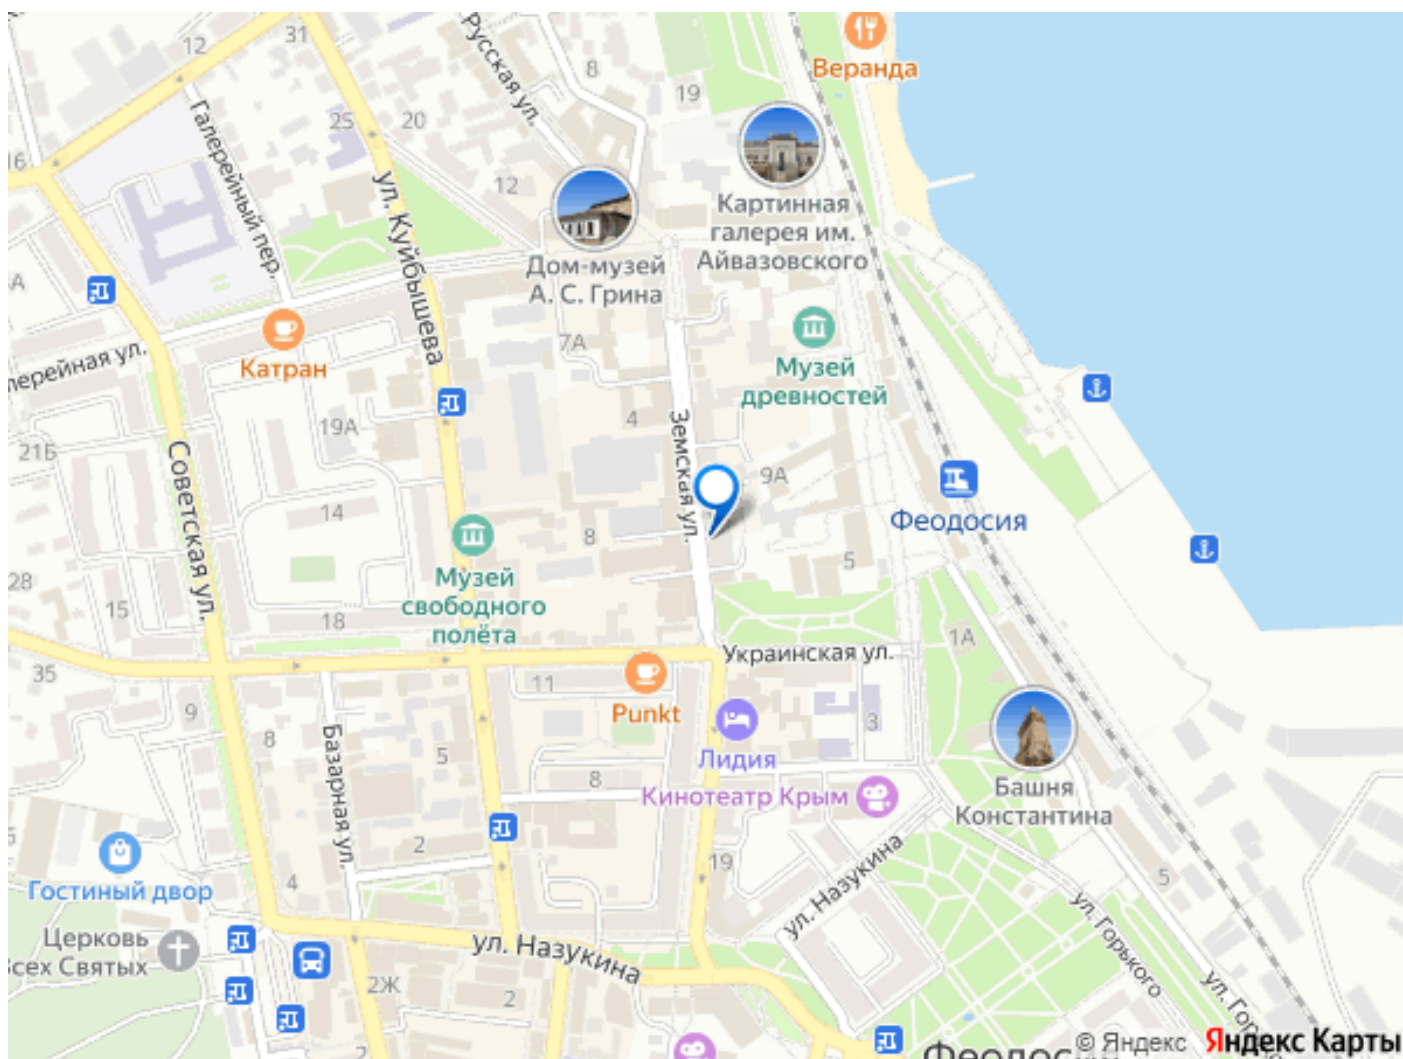 31
12
Русская ул.
8
Веранда
19
25
20
Галерейный пер.
16
12
ул. Куйбышева
Картинная
галерея им.
Айвазовского
Дом-музей
А. С. Грина
7А
Катран
Музей
древностей
19А
4
Земская ул.
21Б
Советская ул.
9А
14
8
Феодосия
Музей
свободного
полёта
5
28
15
18
1А
Украинская ул.
35
11
Punkt
9
8
Базарная ул.
5
3
Лидия
8
Кинотеатр Крым
Башня
Константина
2
19
ул. Назукина
5
4
Гостиный двор
ул. Горького
Церковь
Всех Святых
ул. Назукина
2Ж
2
© Яндекс Яндекс Карты